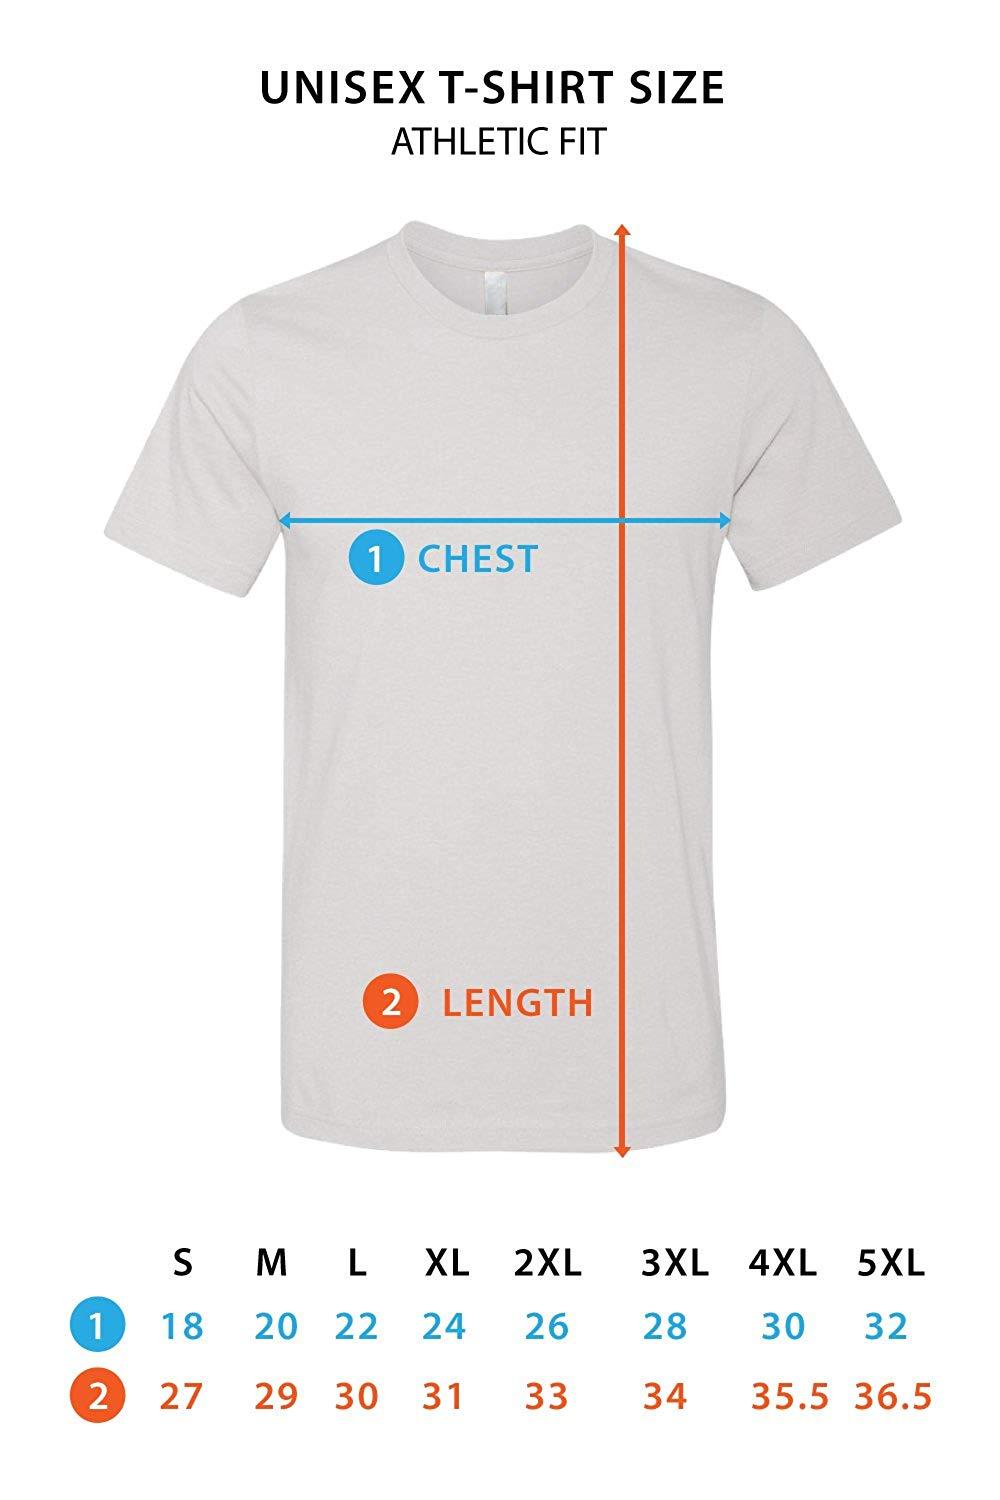 UNISEX T-SHIRT SIZE
ATHLETIC FIT
1 CHEST
2 LENGTH
S M L XL 2XL 3XL 4XL 5XL
1 18 20 22 24 26 28 30 32
2 27 29 30 31 33 34 35.5 36.5